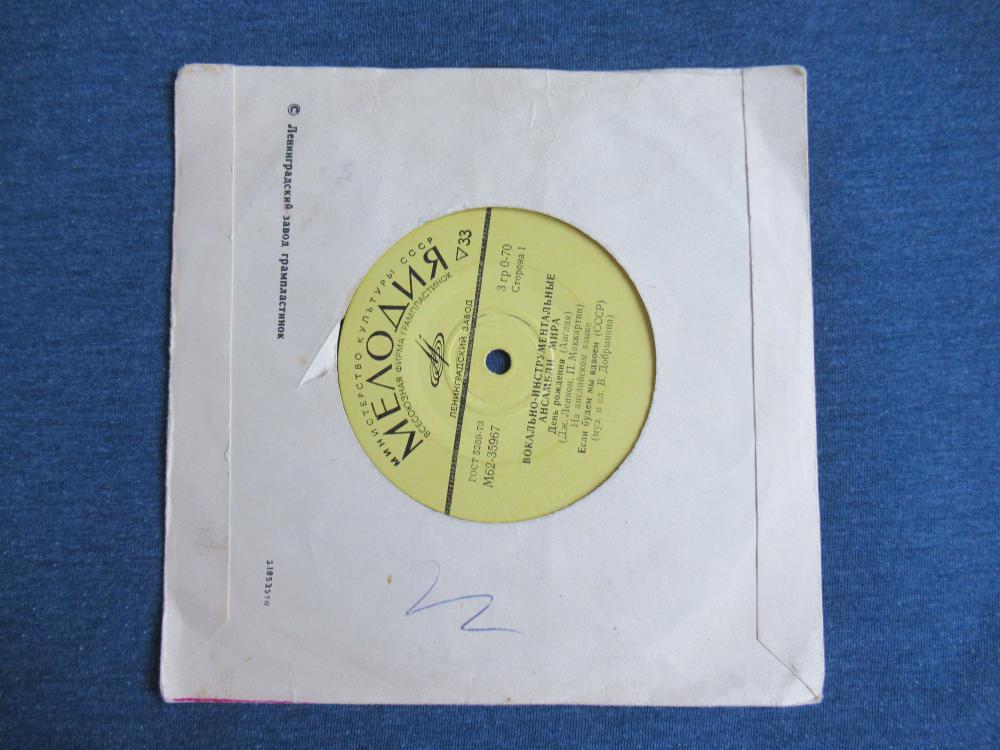 МИНИСТЕРСТВО КУЛЬТУРЫ СССР
МЕЛОДИЯ
ВСЕСОЮЗНАЯ ФИРМА ГРАМПЛАСТИНОК
▽33
ЛЕНИНГРАДСКИЙ ЗАВОД
ГОСТ 5289-73
М62-35967
3 гр 0-70
Сторона 1
ВОКАЛЬНО-ИНСТРУМЕНТАЛЬНЫЕ
АНСАМБЛИ МИРА
День рождения (Англия)
(Дж. Леннон, П. Маккартни)
На английском языке
Если будем мы вдвоем (СССР)
(муз. и сл. В. Добрынина)
© Ленинградский завод грампластинок